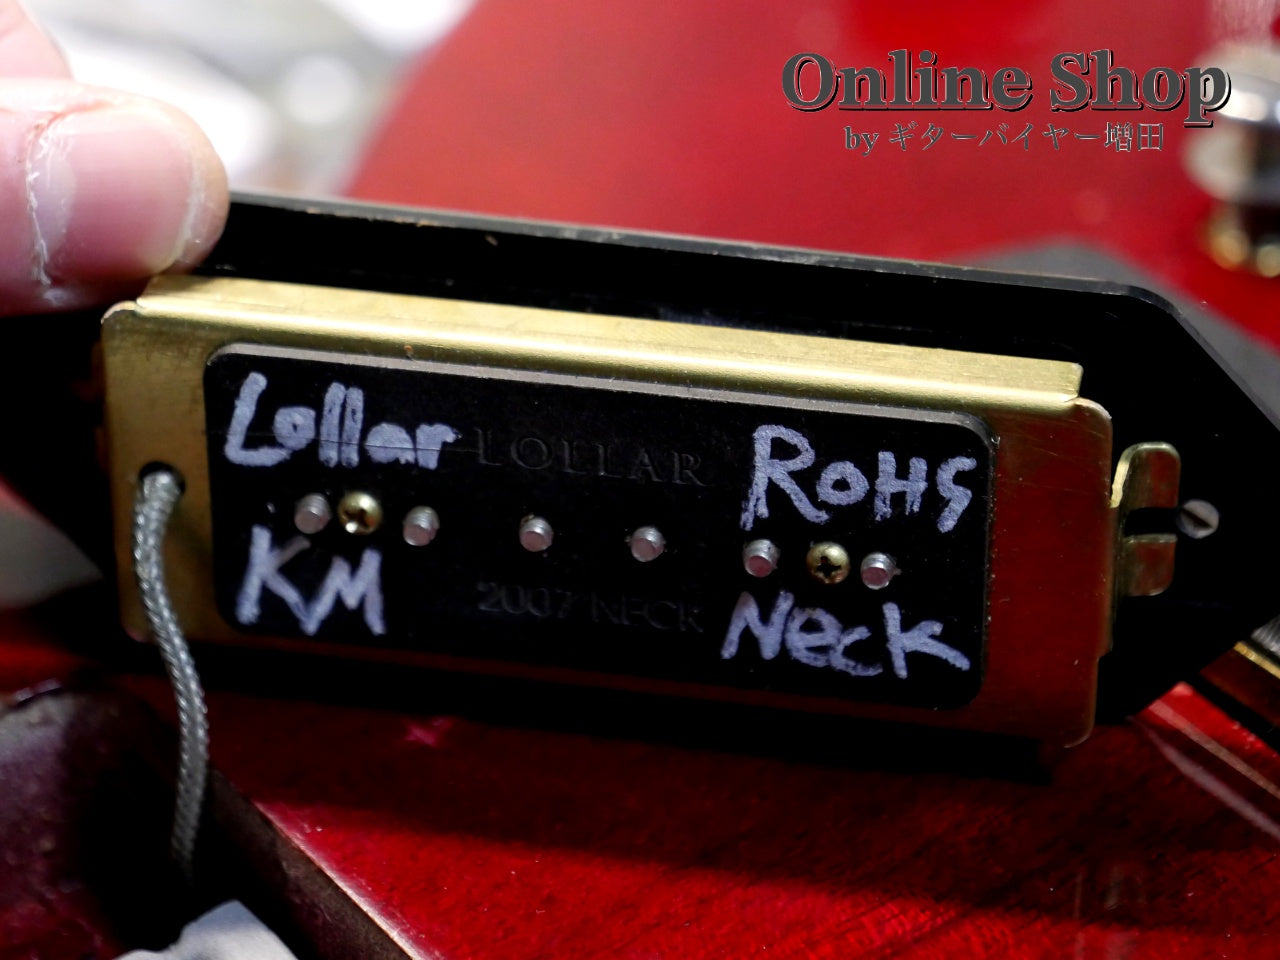 Online Shop
by ギターバイヤー増田
Lollar
LOLLAR
RoHS
KM
2007 NECK
Neck